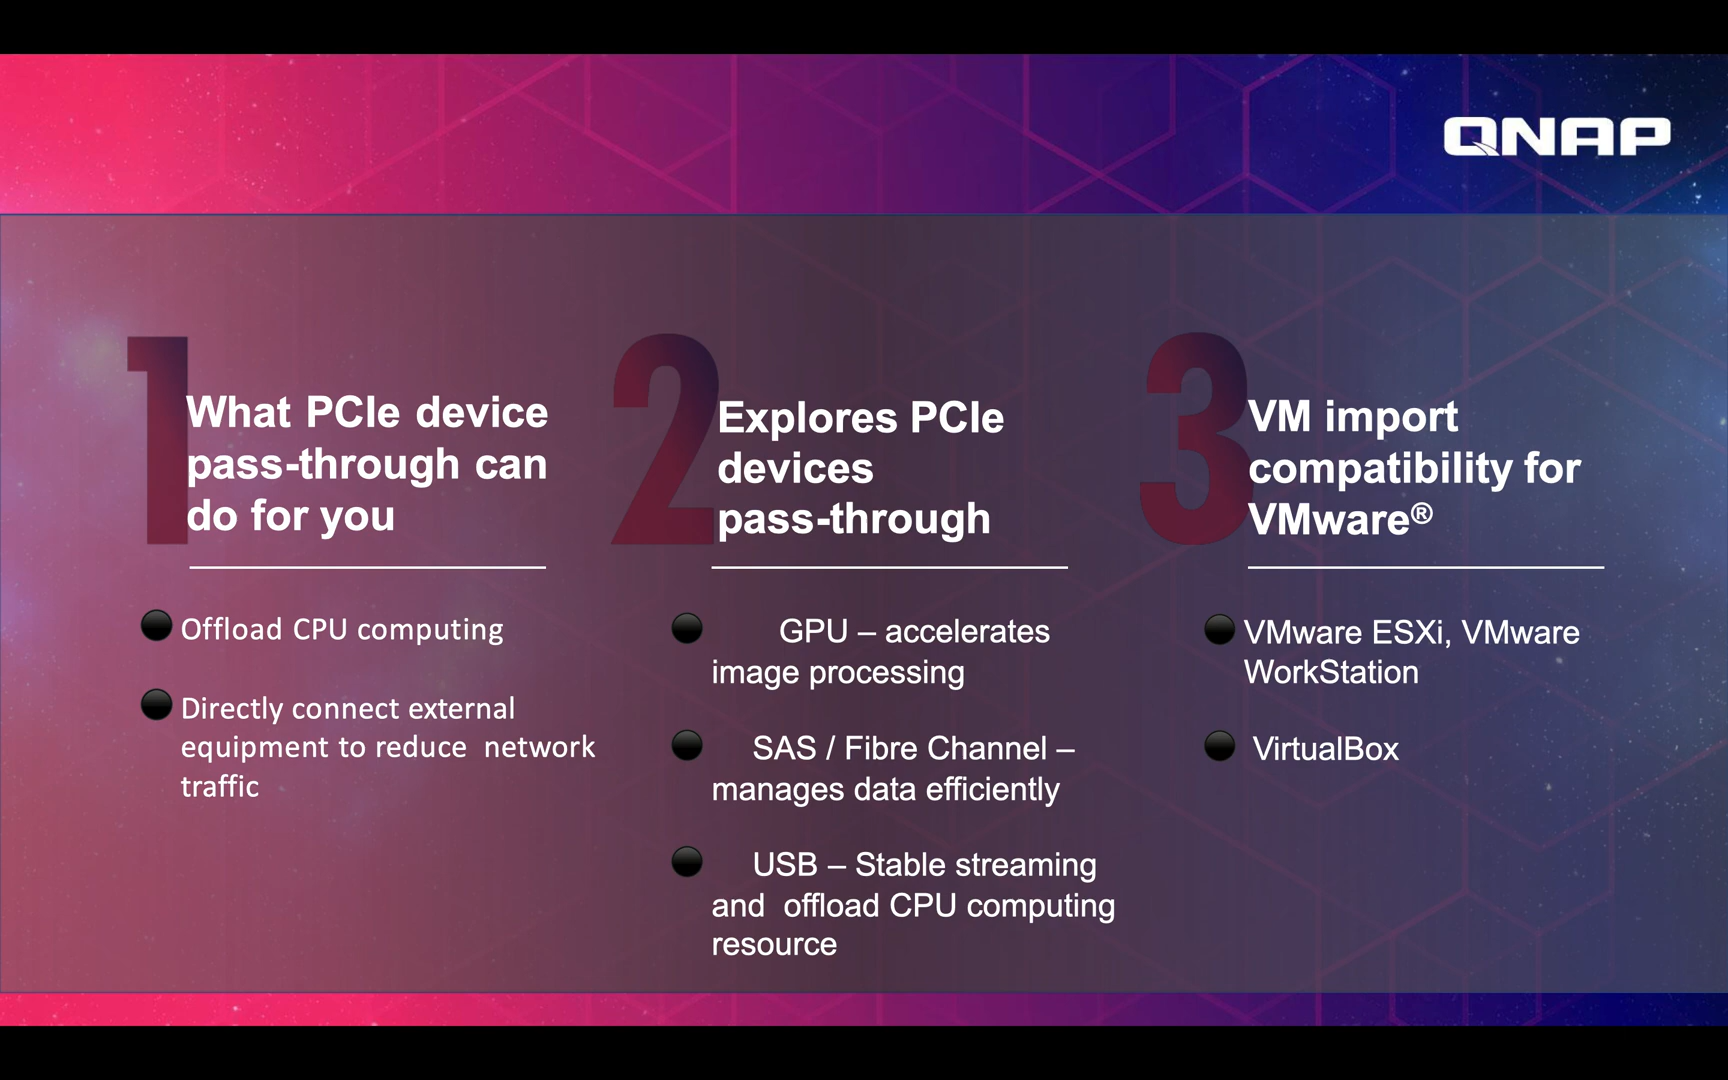 QNAP
1
What PCIe device
pass-through can
do for you
Offload CPU computing
Directly connect external
equipment to reduce network
traffic
2
Explores PCIe
devices
pass-through
GPU – accelerates
image processing
SAS / Fibre Channel –
manages data efficiently
USB – Stable streaming
and offload CPU computing
resource
3
VM import
compatibility for
VMware®
VMware ESXi, VMware
WorkStation
VirtualBox